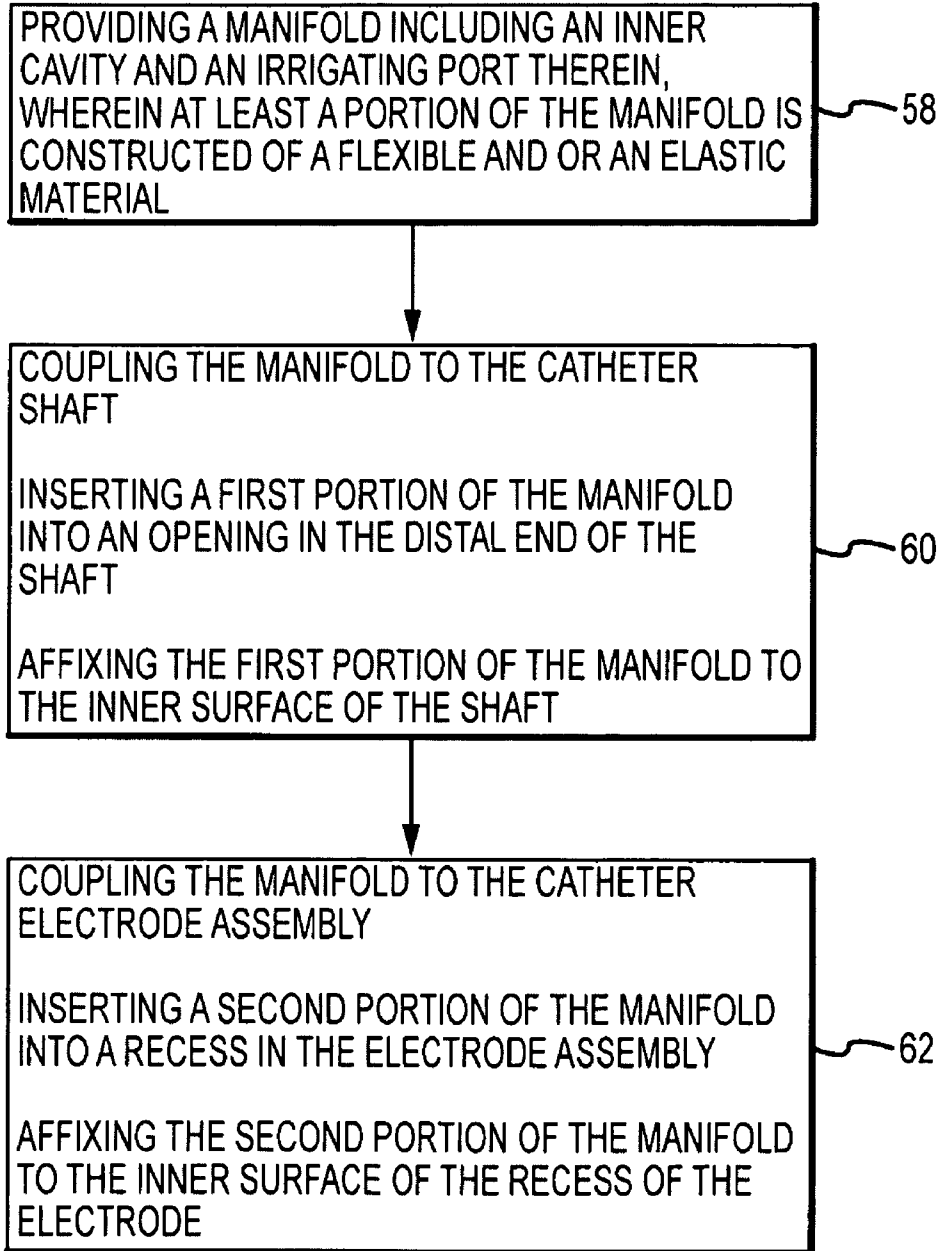 PROVIDING A MANIFOLD INCLUDING AN INNER
CAVITY AND AN IRRIGATING PORT THEREIN,
WHEREIN AT LEAST A PORTION OF THE MANIFOLD IS
CONSTRUCTED OF A FLEXIBLE AND OR AN ELASTIC
MATERIAL
58
COUPLING THE MANIFOLD TO THE CATHETER
SHAFT
INSERTING A FIRST PORTION OF THE MANIFOLD
INTO AN OPENING IN THE DISTAL END OF THE
SHAFT
AFFIXING THE FIRST PORTION OF THE MANIFOLD TO
THE INNER SURFACE OF THE SHAFT
60
COUPLING THE MANIFOLD TO THE CATHETER
ELECTRODE ASSEMBLY
INSERTING A SECOND PORTION OF THE MANIFOLD
INTO A RECESS IN THE ELECTRODE ASSEMBLY
AFFIXING THE SECOND PORTION OF THE MANIFOLD
TO THE INNER SURFACE OF THE RECESS OF THE
ELECTRODE
62